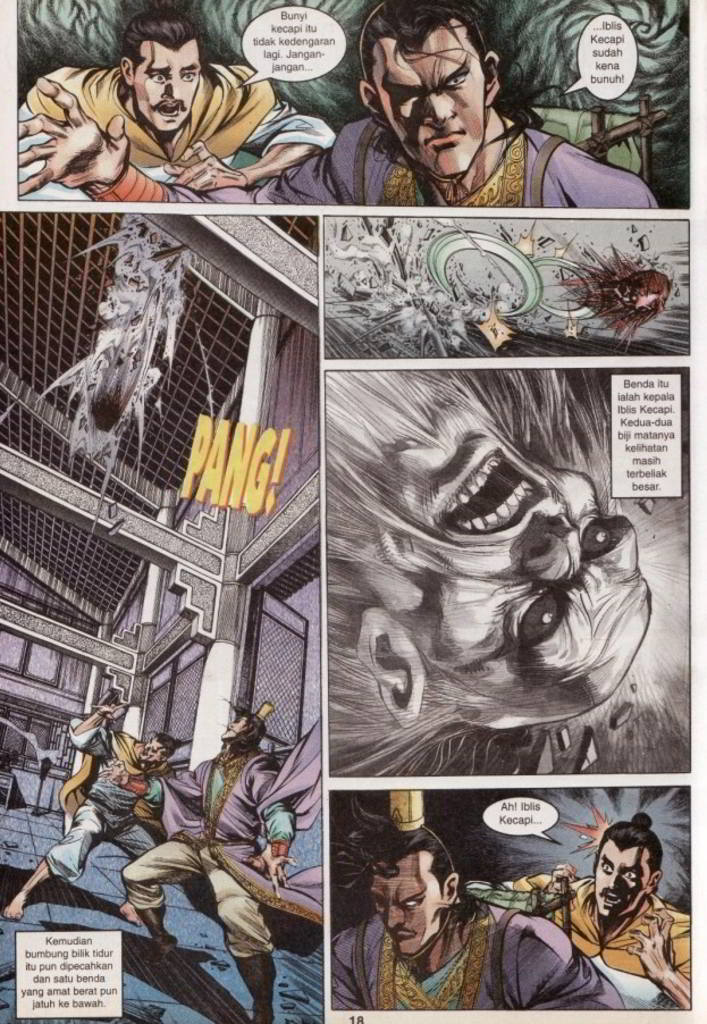 Bunyi
kecapi itu
tidak kedengaran
lagi. Jangan-
jangan...
...Iblis
Kecapi
sudah
kena
bunuh!
PANG!
Kemudian
bumbung bilik tidur
itu pun dipecahkan
dan satu benda
yang amat berat pun
jatuh ke bawah.
Benda itu
ialah kepala
Iblis Kecapi.
Kedua-dua
biji matanya
kelihatan
masih
terbeliak
besar.
Ah! Iblis
Kecapi...
18